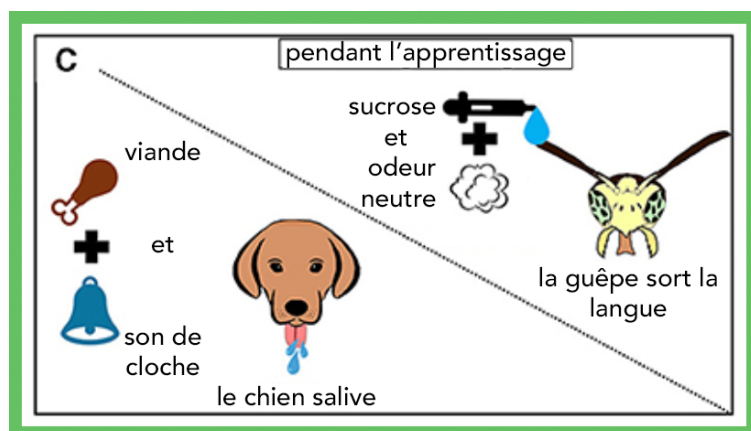 C
pendant l'apprentissage
viande
et
son de
cloche
le chien salive
sucrose
et
odeur
neutre
la guêpe sort la
langue